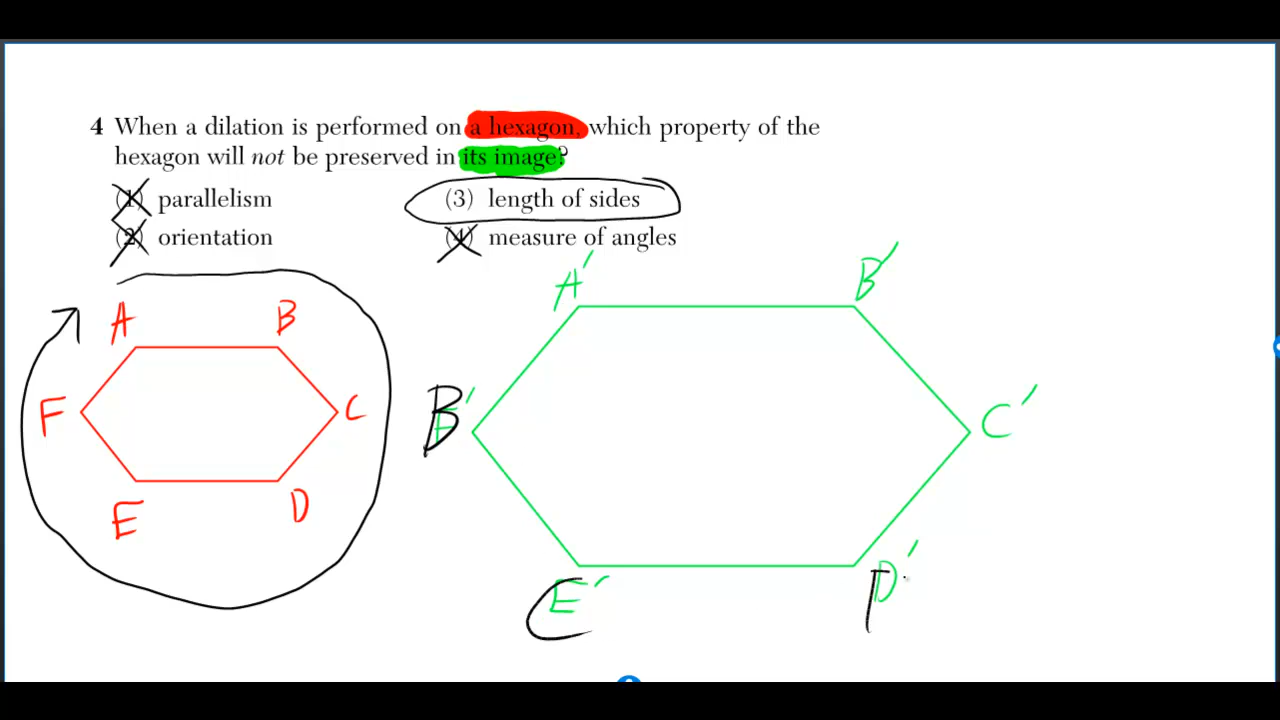 4 When a dilation is performed on a hexagon, which property of the
hexagon will not be preserved in its image?
(1) parallelism (3) length of sides
(2) orientation (4) measure of angles
A' B'
A B
F C B' C'
E D
E' D'